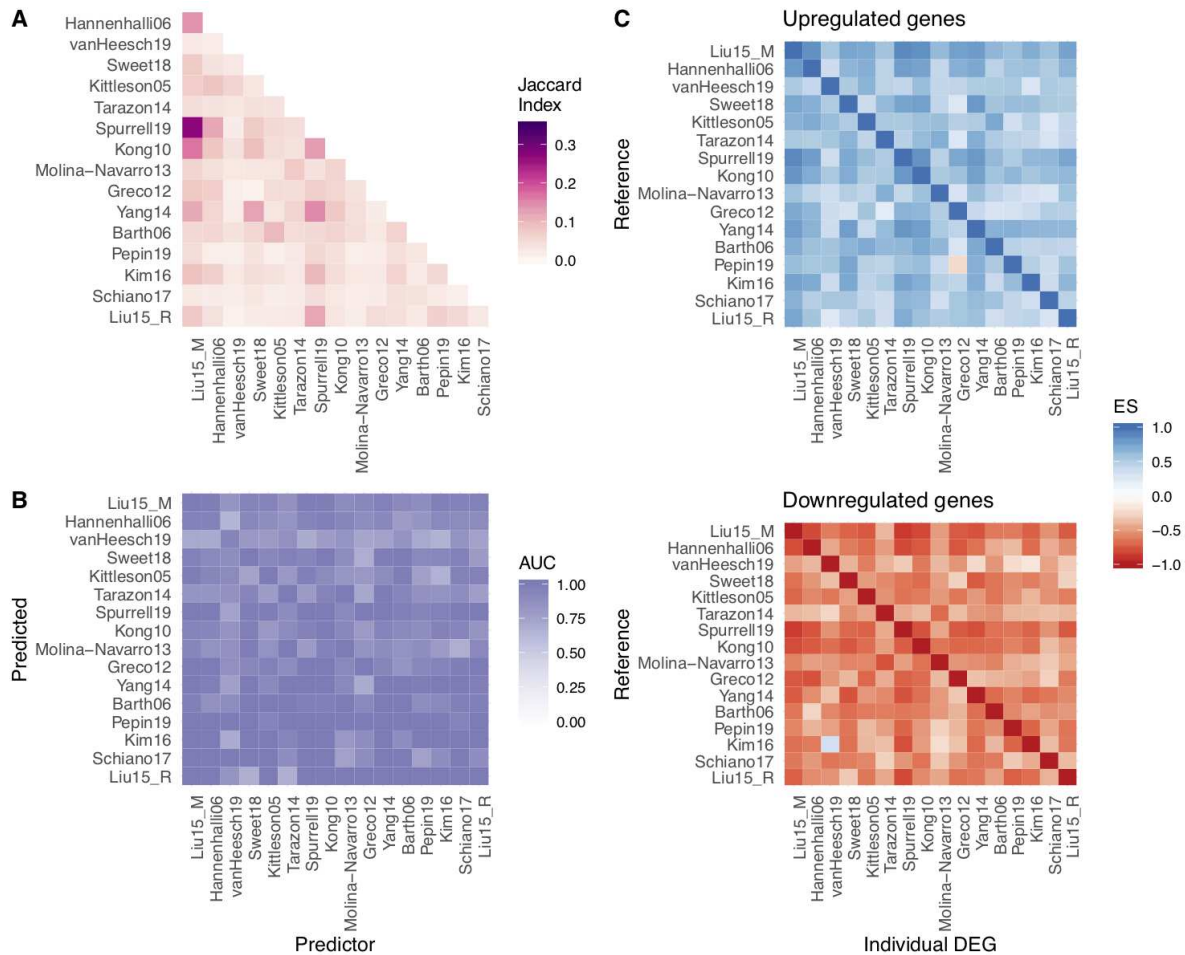 A
Hannenhalli06
vanHeesch19
Sweet18
Kittleson05
Tarazon14
Spurrell19
Kong10
Molina−Navarro13
Greco12
Yang14
Barth06
Pepin19
Kim16
Schiano17
Liu15_R
Liu15_M
Hannenhalli06
vanHeesch19
Sweet18
Kittleson05
Tarazon14
Spurrell19
Kong10
Molina−Navarro13
Greco12
Yang14
Barth06
Pepin19
Kim16
Schiano17
Jaccard
Index
0.3
0.2
0.1
0.0
B
Predicted
Liu15_M
Hannenhalli06
vanHeesch19
Sweet18
Kittleson05
Tarazon14
Spurrell19
Kong10
Molina−Navarro13
Greco12
Yang14
Barth06
Pepin19
Kim16
Schiano17
Liu15_R
Liu15_M
Hannenhalli06
vanHeesch19
Sweet18
Kittleson05
Tarazon14
Spurrell19
Kong10
Molina−Navarro13
Greco12
Yang14
Barth06
Pepin19
Kim16
Schiano17
Liu15_R
Predictor
AUC
1.00
0.75
0.50
0.25
0.00
C
Upregulated genes
Reference
Liu15_M
Hannenhalli06
vanHeesch19
Sweet18
Kittleson05
Tarazon14
Spurrell19
Kong10
Molina−Navarro13
Greco12
Yang14
Barth06
Pepin19
Kim16
Schiano17
Liu15_R
Liu15_M
Hannenhalli06
vanHeesch19
Sweet18
Kittleson05
Tarazon14
Spurrell19
Kong10
Molina−Navarro13
Greco12
Yang14
Barth06
Pepin19
Kim16
Schiano17
Liu15_R
ES
1.0
0.5
0.0
−0.5
−1.0
Downregulated genes
Reference
Liu15_M
Hannenhalli06
vanHeesch19
Sweet18
Kittleson05
Tarazon14
Spurrell19
Kong10
Molina−Navarro13
Greco12
Yang14
Barth06
Pepin19
Kim16
Schiano17
Liu15_R
Liu15_M
Hannenhalli06
vanHeesch19
Sweet18
Kittleson05
Tarazon14
Spurrell19
Kong10
Molina−Navarro13
Greco12
Yang14
Barth06
Pepin19
Kim16
Schiano17
Liu15_R
Individual DEG